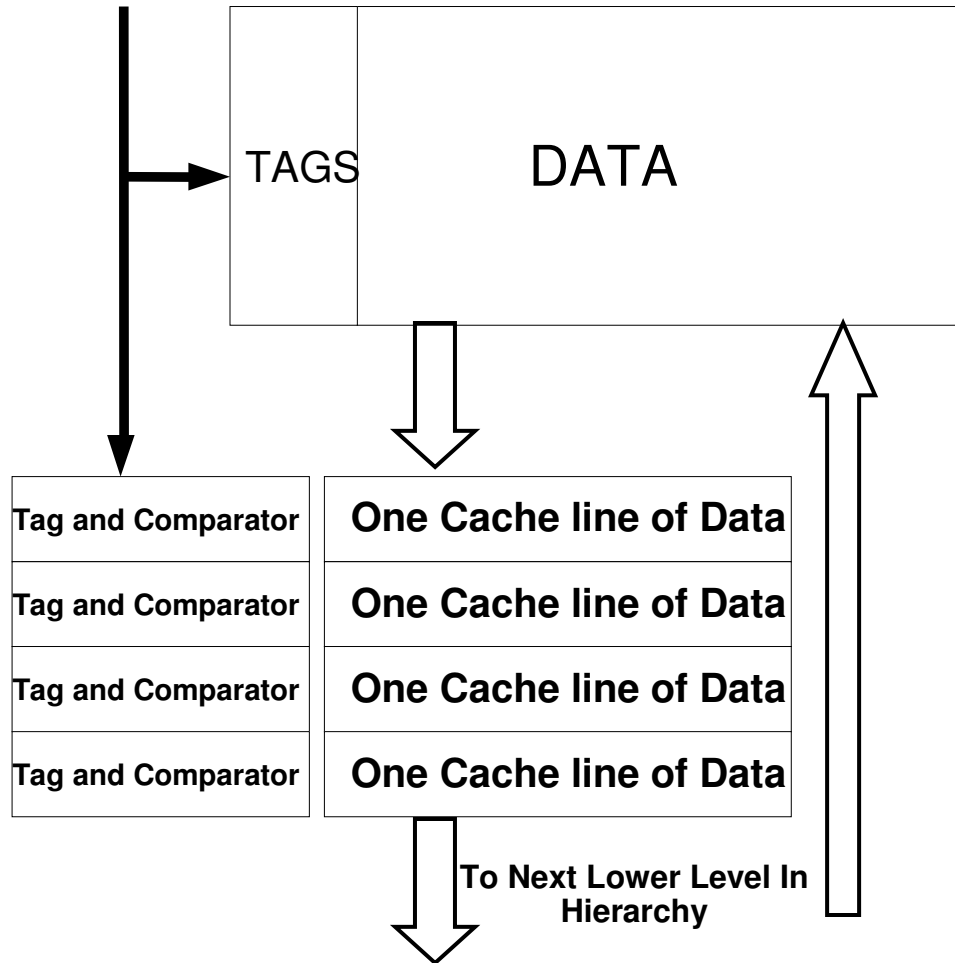 TAGS
DATA
Tag and Comparator
One Cache line of Data
Tag and Comparator
One Cache line of Data
Tag and Comparator
One Cache line of Data
Tag and Comparator
One Cache line of Data
To Next Lower Level In
Hierarchy